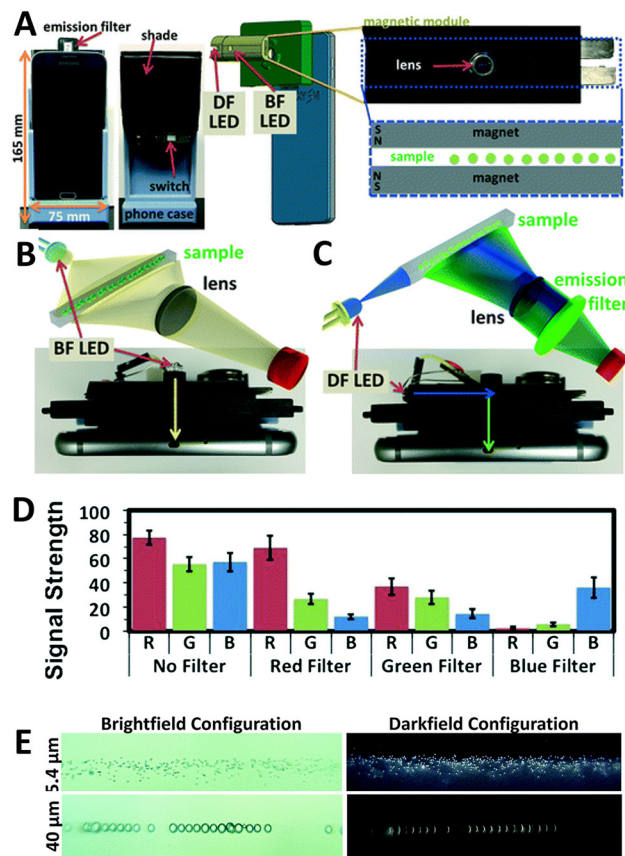 A
emission filter
shade
magnetic module
lens
DF LED
BF LED
165 mm
75 mm
switch
phone case
S
N
magnet
sample
N
S
magnet
B
sample
lens
BF LED
C
sample
lens
emission filter
DF LED
D
Signal Strength
100
80
60
40
20
0
R G B R G B R G B R G B
No Filter Red Filter Green Filter Blue Filter
E
Brightfield Configuration Darkfield Configuration
5.4 μm
40 μm